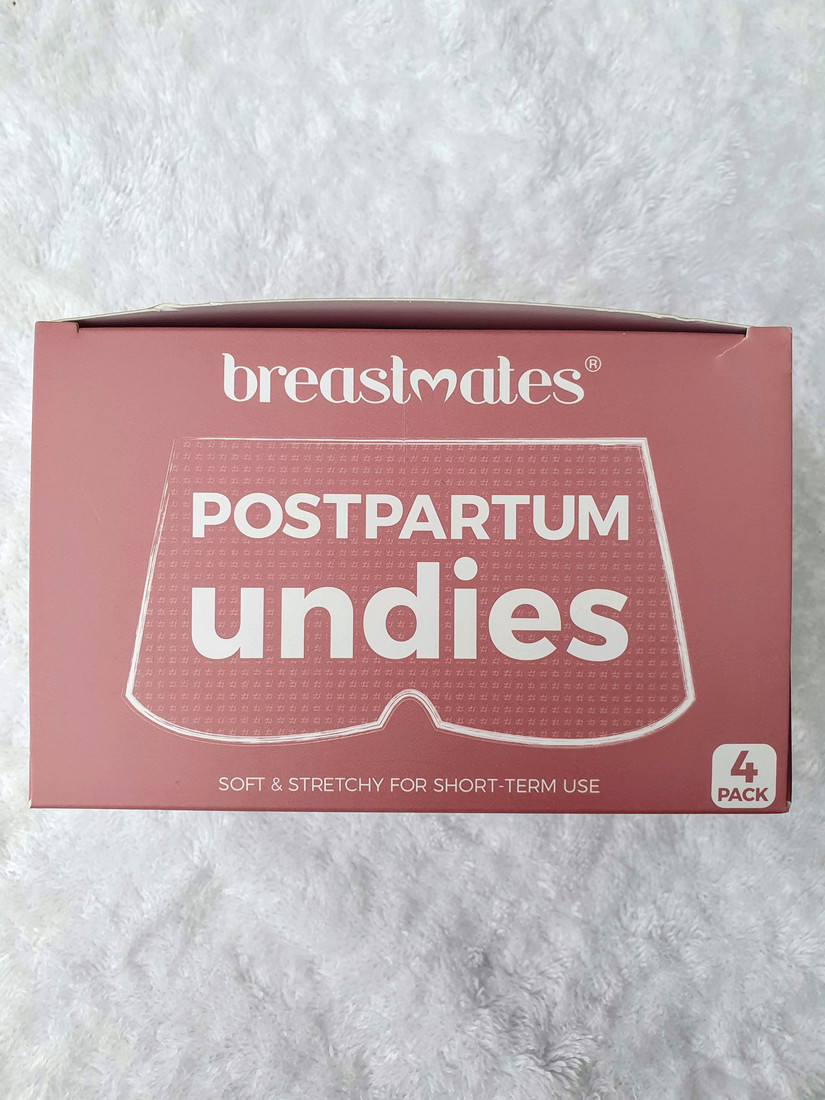 breastmates®
POSTPARTUM
undies
SOFT & STRETCHY FOR SHORT-TERM USE
4
PACK